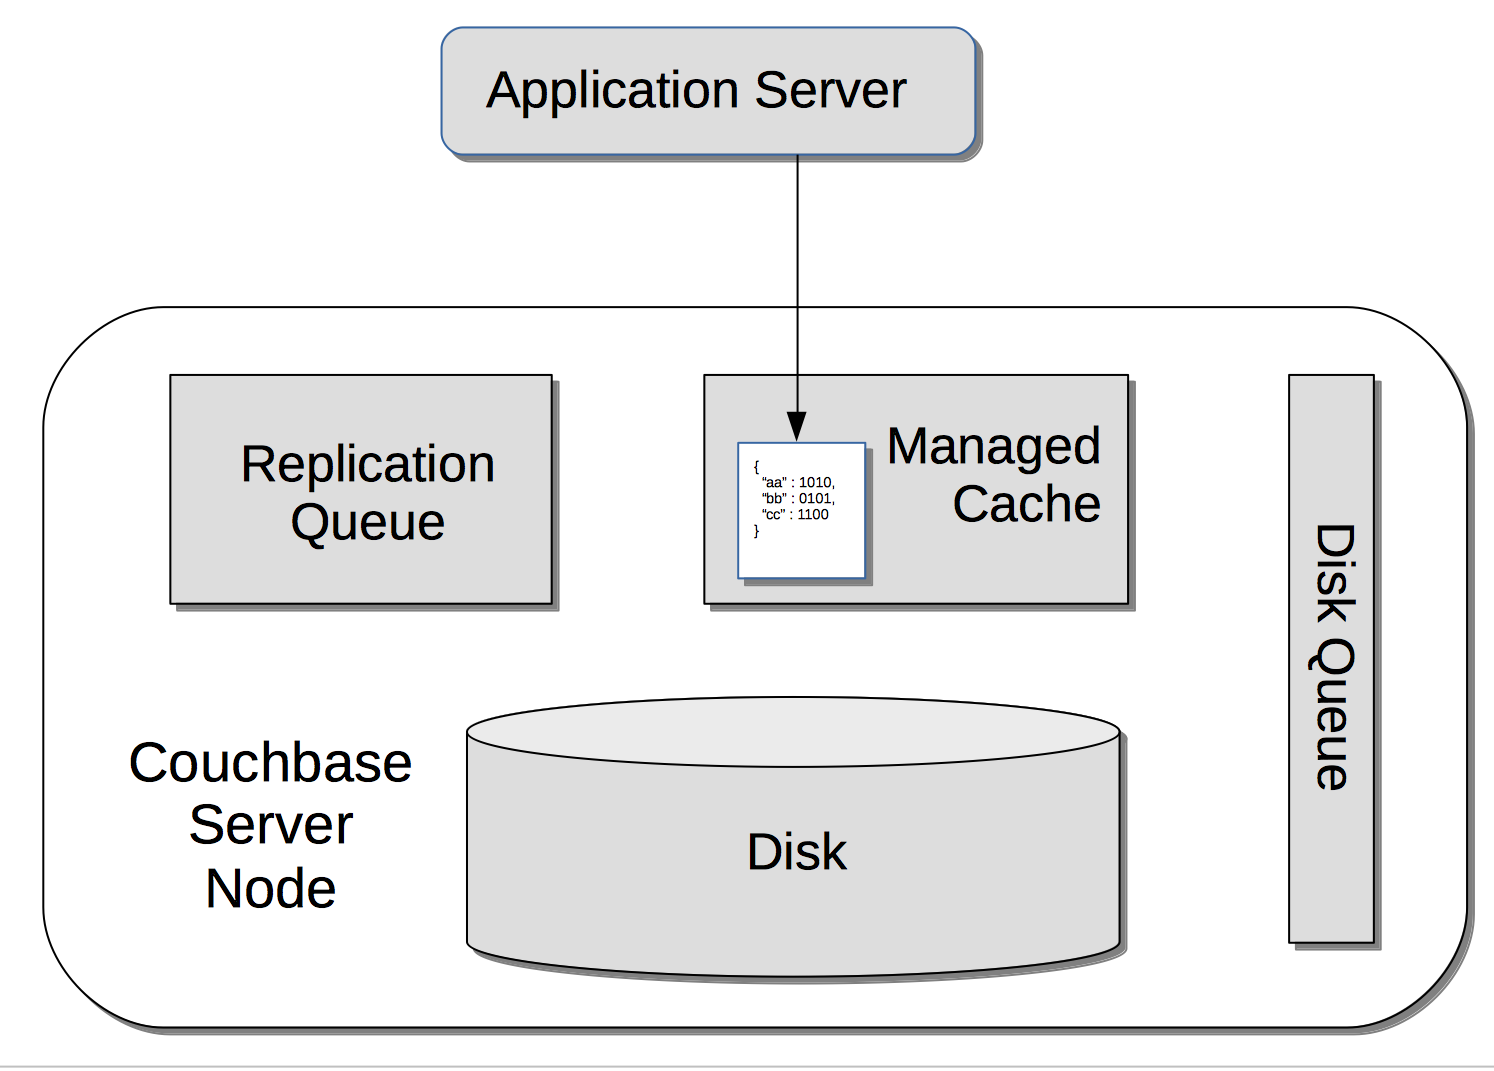 Application Server
Replication
Queue
Managed
Cache
{
“aa” : 1010,
“bb” : 0101,
“cc” : 1100
}
Disk Queue
Couchbase
Server
Node
Disk